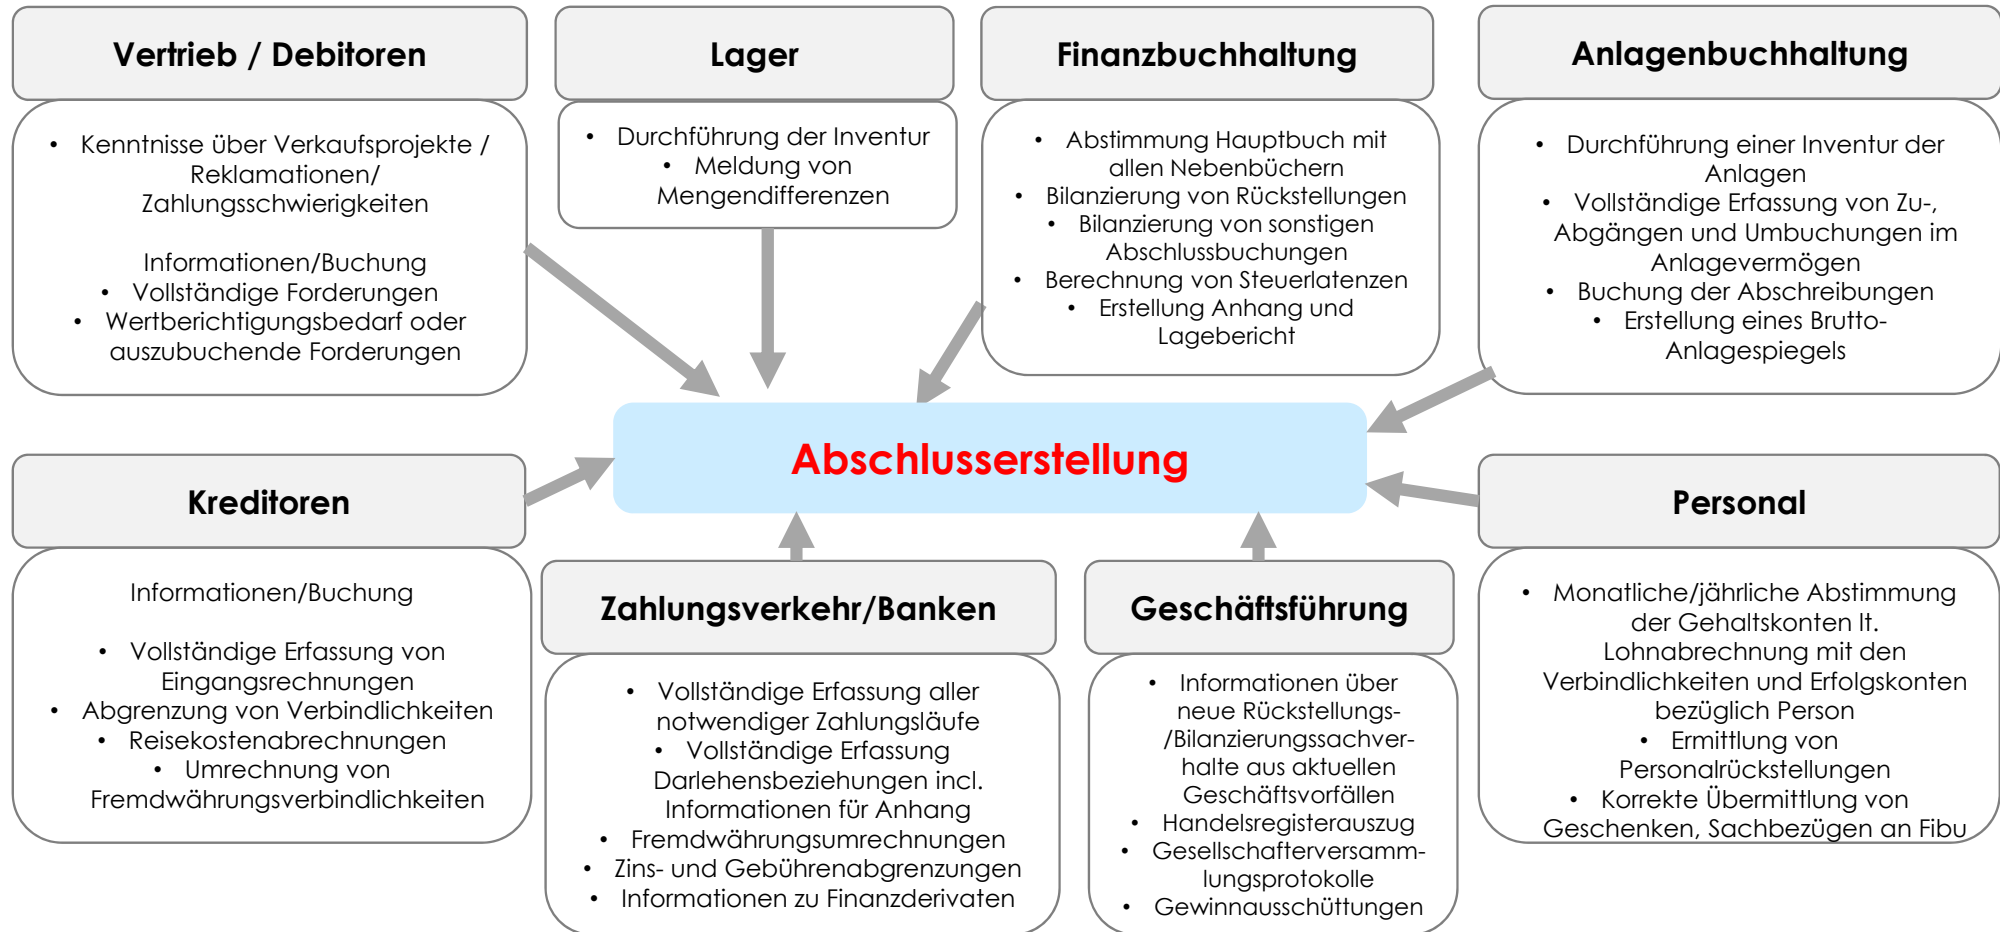 Vertrieb / Debitoren
• Kenntnisse über Verkaufsprojekte /
Reklamationen/
Zahlungsschwierigkeiten
Informationen/Buchung
• Vollständige Forderungen
• Wertberichtigungsbedarf oder
auszubuchende Forderungen
Lager
• Durchführung der Inventur
• Meldung von
Mengendifferenzen
Finanzbuchhaltung
• Abstimmung Hauptbuch mit
allen Nebenbüchern
• Bilanzierung von Rückstellungen
• Bilanzierung von sonstigen
Abschlussbuchungen
• Berechnung von Steuerlatenzen
• Erstellung Anhang und
Lagebericht
Anlagenbuchhaltung
• Durchführung einer Inventur der
Anlagen
• Vollständige Erfassung von Zu-,
Abgängen und Umbuchungen im
Anlagevermögen
• Buchung der Abschreibungen
• Erstellung eines Brutto-
Anlagespiegels
Abschlusserstellung
Kreditoren
Informationen/Buchung
• Vollständige Erfassung von
Eingangsrechnungen
• Abgrenzung von Verbindlichkeiten
• Reisekostenabrechnungen
• Umrechnung von
Fremdwährungsverbindlichkeiten
Zahlungsverkehr/Banken
• Vollständige Erfassung aller
notwendiger Zahlungsläufe
• Vollständige Erfassung
Darlehensbeziehungen incl.
Informationen für Anhang
• Fremdwährungsumrechnungen
• Zins- und Gebührenabgrenzungen
• Informationen zu Finanzderivaten
Geschäftsführung
• Informationen über
neue Rückstellungs-
/Bilanzierungssachver-
halte aus aktuellen
Geschäftsvorfällen
• Handelsregisterauszug
• Gesellschafterversamm-
lungsprotokolle
• Gewinnausschüttungen
Personal
• Monatliche/jährliche Abstimmung
der Gehaltskonten lt.
Lohnabrechnung mit den
Verbindlichkeiten und Erfolgskonten
bezüglich Person
• Ermittlung von
Personalrückstellungen
• Korrekte Übermittlung von
Geschenken, Sachbezügen an Fibu